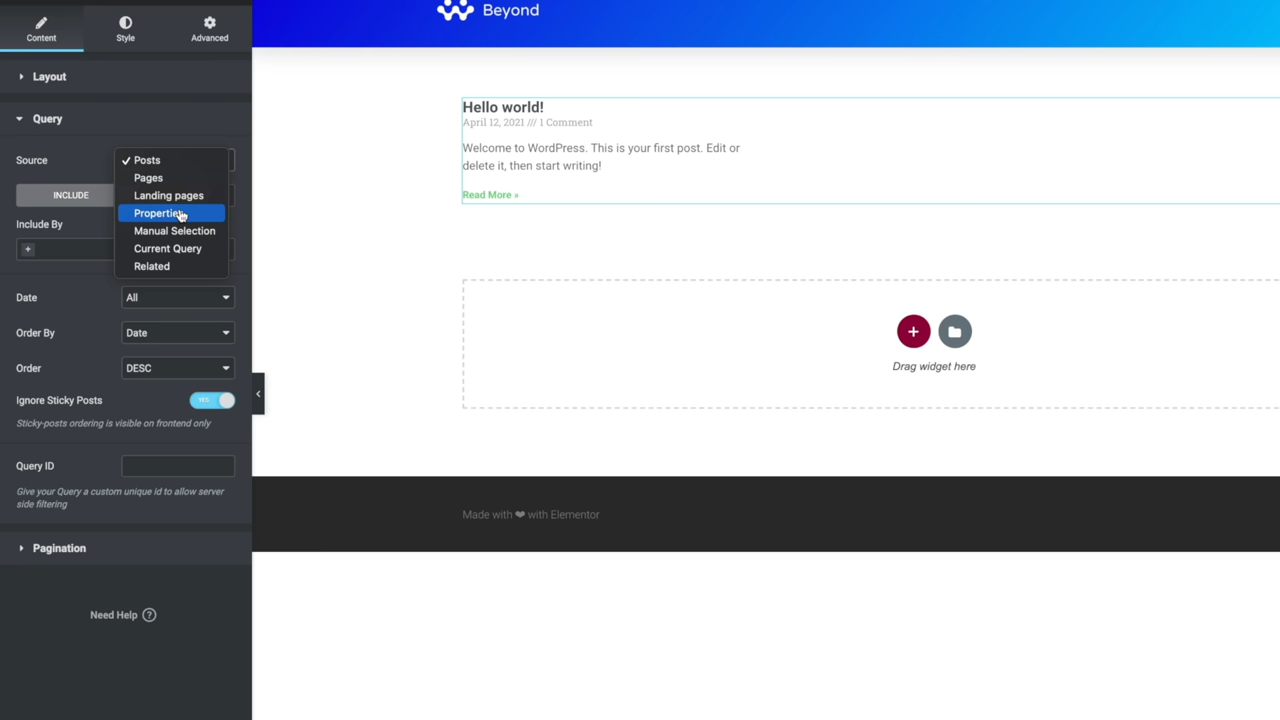 Content
Style
Advanced
Layout
Query
Source
✓ Posts
Pages
Landing pages
Properties
Manual Selection
Current Query
Related
INCLUDE
Include By
+
Date
All
Order By
Date
Order
DESC
Ignore Sticky Posts
YES
Sticky-posts ordering is visible on frontend only
Query ID
Give your Query a custom unique id to allow server
side filtering
Pagination
Need Help ?
Beyond
Hello world!
April 12, 2021 /// 1 Comment
Welcome to WordPress. This is your first post. Edit or
delete it, then start writing!
Read More »
Drag widget here
Made with ❤ with Elementor